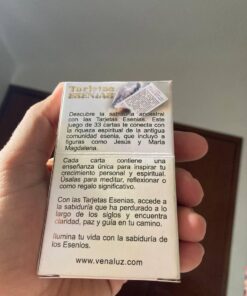 Tarjetas
ESENIAS
Descubre la sabiduría ancestral
con las Tarjetas Esenias. Este
juego de 33 cartas te conecta con
la riqueza espiritual de la antigua
comunidad esenia, que incluyó a
figuras como Jesús y María
Magdalena.
Cada carta contiene una
enseñanza única para inspirar tu
crecimiento personal y espiritual.
Úsalas para meditar, reflexionar o
como regalo significativo.
Con las Tarjetas Esenias, accede a
la sabiduría que ha perdurado a lo
largo de los siglos y encuentra
claridad, paz y guía en tu camino.
Ilumina tu vida con la sabiduría de
los Esenios.
www.venaluz.com